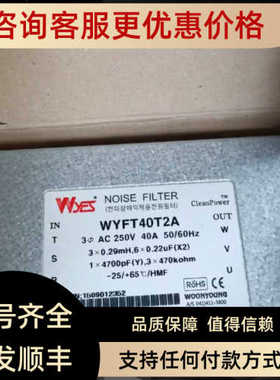 咨询客服更改优惠价格
WYES
NOISE FILTER
CleanPower™
IN
WYFT40T2A
OUT
3Φ AC 250V 40A 50/60Hz
3×0.29mH,6×0.22uF(X2)
1×4700pF(Y),3×470kohm
-25/+65℃/HMF
RoHS
WOONYOUNG
号齐全
发顺丰
品质保障 值得信赖
支持任何付款方式